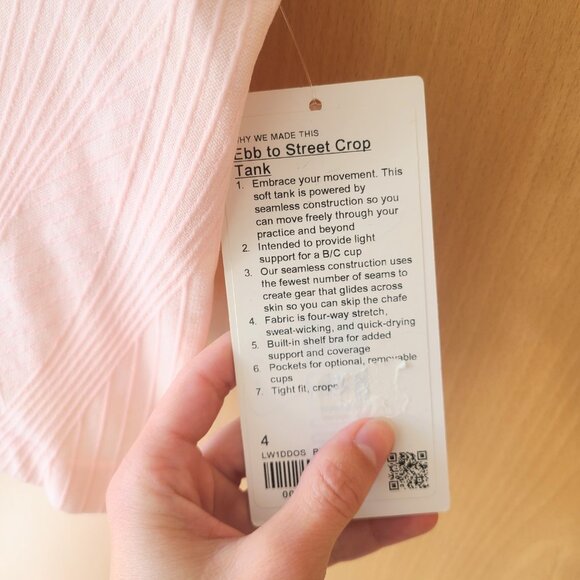 WHY WE MADE THIS
Ebb to Street Crop
Tank
1. Embrace your movement. This
soft tank is powered by
seamless construction so you
can move freely through your
practice and beyond
2. Intended to provide light
support for a B/C cup
3. Our seamless construction uses
the fewest number of seams to
create gear that glides across
skin so you can skip the chafe
4. Fabric is four-way stretch,
sweat-wicking, and quick-drying
5. Built-in shelf bra for added
support and coverage
6. Pockets for optional, removable
cups
7. Tight fit,
4
LW1DDOS